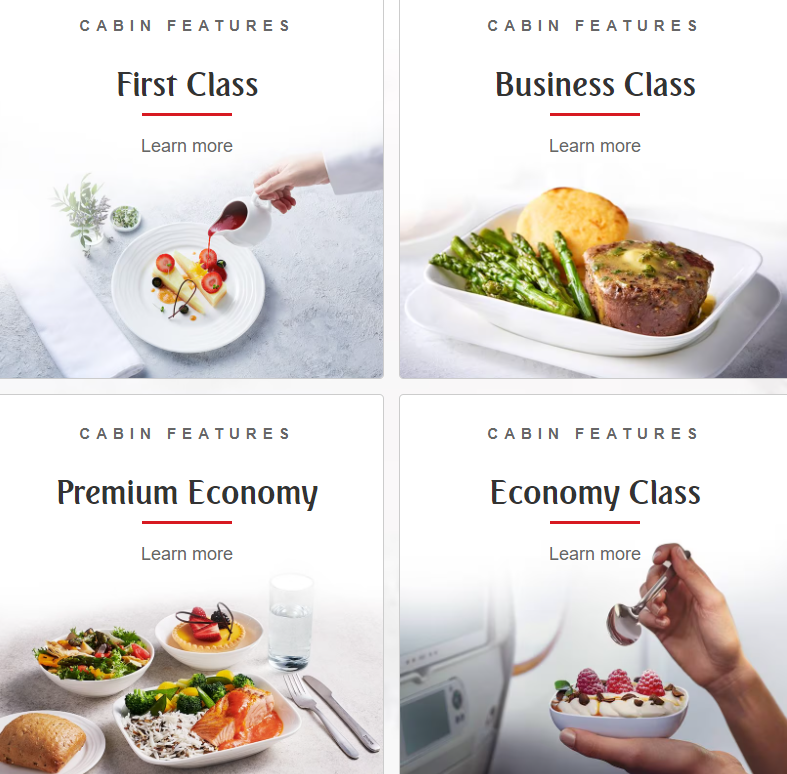 CABIN FEATURES
First Class
Learn more
CABIN FEATURES
Business Class
Learn more
CABIN FEATURES
Premium Economy
Learn more
CABIN FEATURES
Economy Class
Learn more